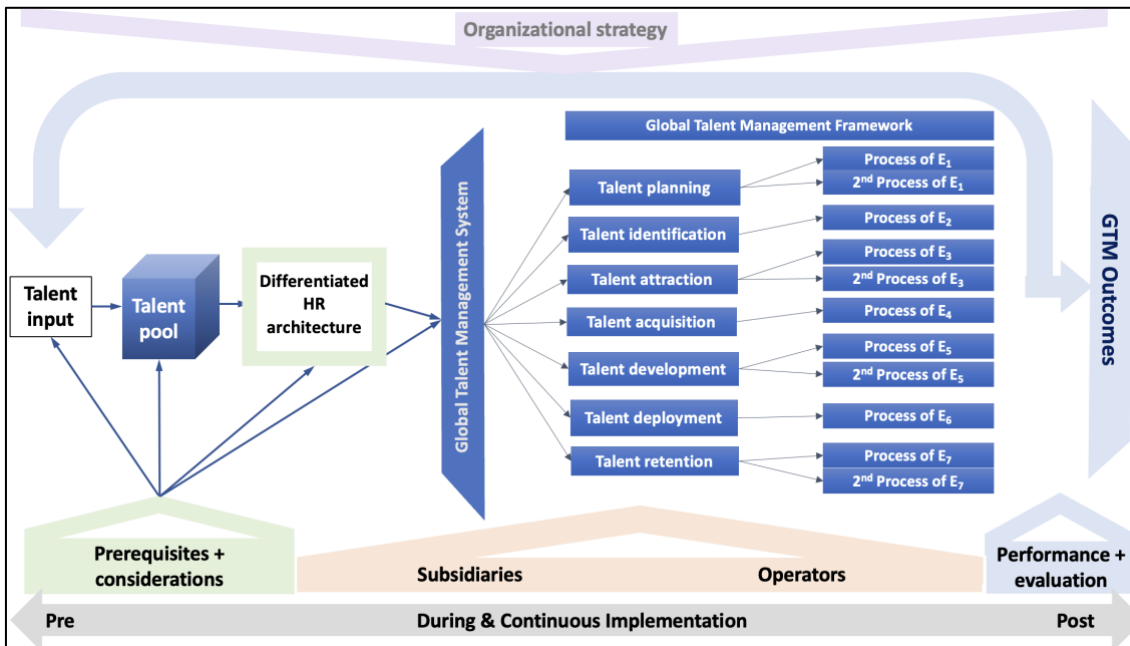 Organizational strategy
Global Talent Management Framework
Talent
input
Talent
pool
Differentiated
HR
architecture
Global Talent Management System
Talent planning
Talent identification
Talent attraction
Talent acquisition
Talent development
Talent deployment
Talent retention
Process of E₁
2ⁿᵈ Process of E₁
Process of E₂
Process of E₃
2ⁿᵈ Process of E₃
Process of E₄
Process of E₅
2ⁿᵈ Process of E₅
Process of E₆
Process of E₇
2ⁿᵈ Process of E₇
GTM Outcomes
Prerequisites +
considerations
Subsidiaries
Operators
Performance +
evaluation
Pre
During & Continuous Implementation
Post